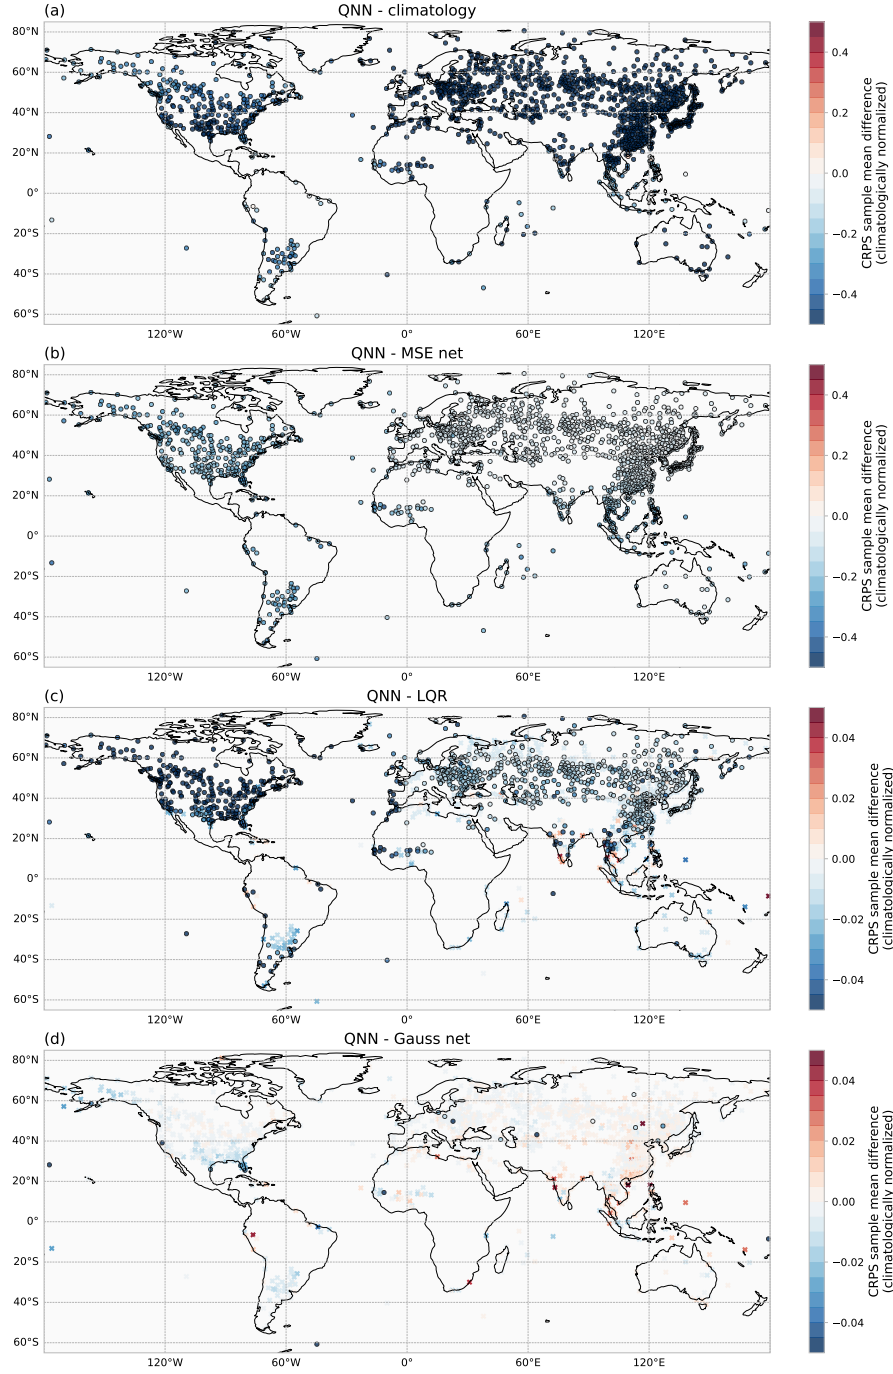 (a) QNN - climatology
80°N
60°N
40°N
20°N
0°
20°S
40°S
60°S
120°W 60°W 0° 60°E 120°E
0.4
0.2
0.0
−0.2
−0.4
CRPS sample mean difference
(climatologically normalized)
(b) QNN - MSE net
80°N
60°N
40°N
20°N
0°
20°S
40°S
60°S
120°W 60°W 0° 60°E 120°E
0.4
0.2
0.0
−0.2
−0.4
CRPS sample mean difference
(climatologically normalized)
(c) QNN - LQR
80°N
60°N
40°N
20°N
0°
20°S
40°S
60°S
120°W 60°W 0° 60°E 120°E
0.04
0.02
0.00
−0.02
−0.04
CRPS sample mean difference
(climatologically normalized)
(d) QNN - Gauss net
80°N
60°N
40°N
20°N
0°
20°S
40°S
60°S
120°W 60°W 0° 60°E 120°E
0.04
0.02
0.00
−0.02
−0.04
CRPS sample mean difference
(climatologically normalized)